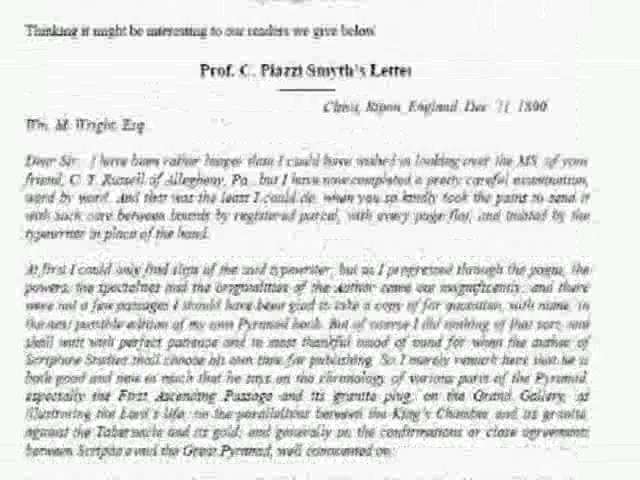 Thinking it might be interesting to our readers we give below
Prof. C. Piazzi Smyth's Letter
Clova, Ripon, England, Dec. 21, 1890
Wm. M. Wright, Esq.
Dear Sir: I have been rather longer than I could have wished in looking over the MS. of your
friend, C. T. Russell of Allegheny, Pa., but I have now completed a pretty careful examination,
word by word. And that was the least I could do, when you so kindly took the pains to send it
with such care between boards by registered parcel, with every page flat, and indited by the
typewriter in place of the hand.
At first I could only find slips of the said typewriter, but as I progressed through the pages, the
powers, the specialties and the originalities of the Author came out magnificently; and there
were not a few passages I should have been glad to take a copy of for quotation, with name, in
the next possible edition of my own Pyramid book. But of course I did nothing of that sort, and
shall wait with perfect patience and in most thankful mood of mind for when the author of
Scripture Studies shall choose his own time for publishing. So I merely remark here that he is
both good and new in much that he says on the chronology of various parts of the Pyramid,
especially the First Ascending Passage and its granite plug; on the Grand Gallery, as
illustrating the Lord's life; on the parallelisms between the King's Chamber and its granite,
against the Tabernacle and its gold; and generally on the confirmations or close agreements
between Scripture and the Great Pyramid, well commented on.